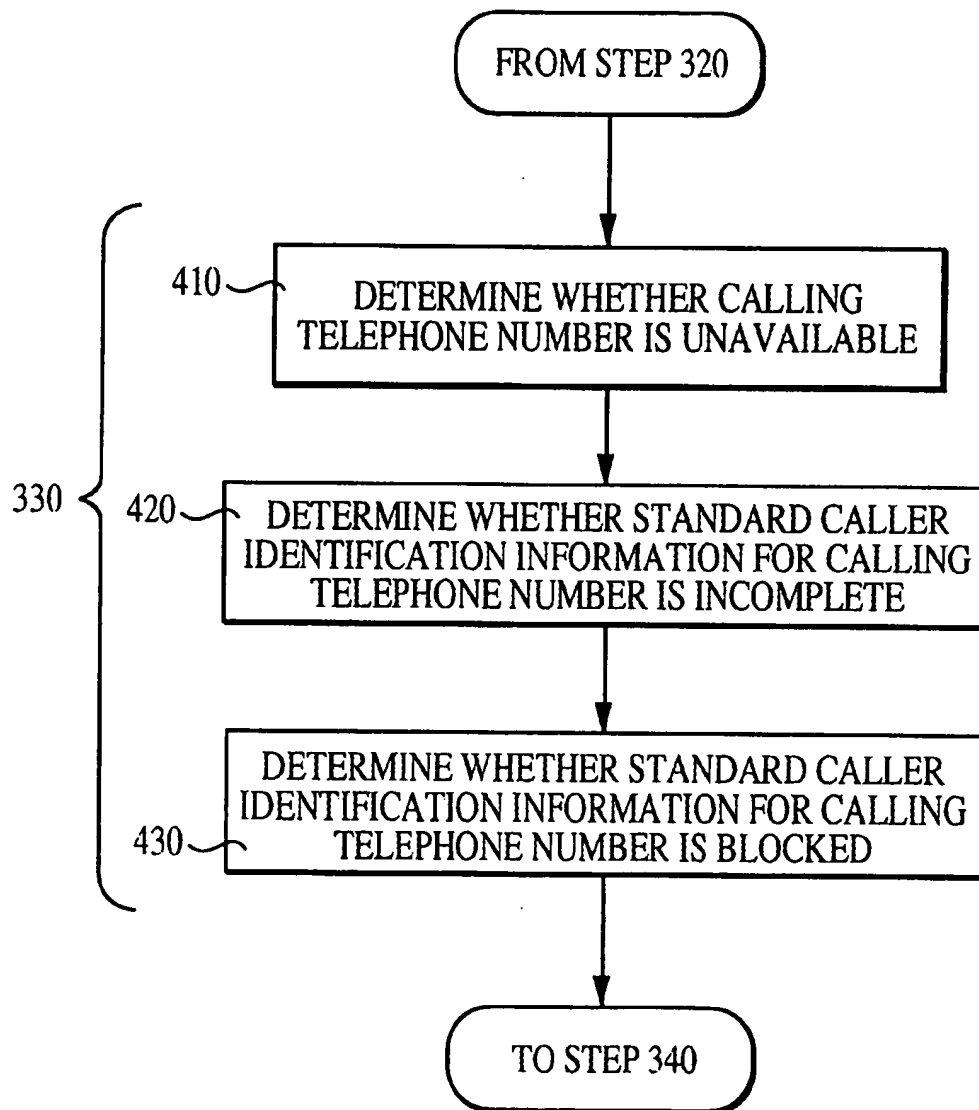 FROM STEP 320
410
DETERMINE WHETHER CALLING
TELEPHONE NUMBER IS UNAVAILABLE
330
420
DETERMINE WHETHER STANDARD CALLER
IDENTIFICATION INFORMATION FOR CALLING
TELEPHONE NUMBER IS INCOMPLETE
DETERMINE WHETHER STANDARD CALLER
IDENTIFICATION INFORMATION FOR CALLING
430
TELEPHONE NUMBER IS BLOCKED
TO STEP 340